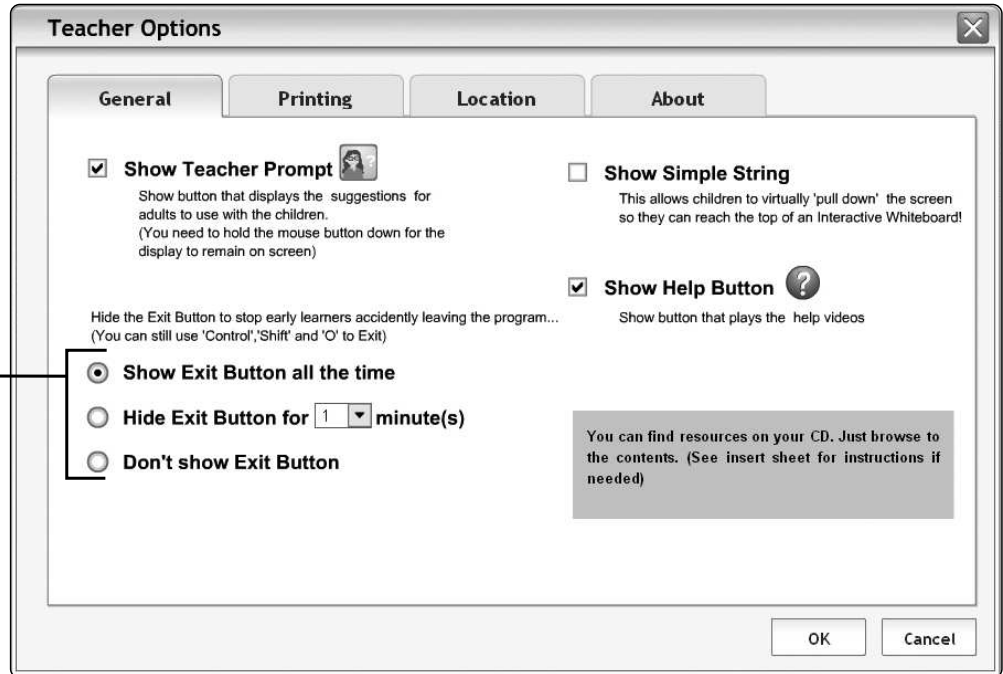 Teacher Options
General
Printing
Location
About
Show Teacher Prompt
Show button that displays the suggestions for
adults to use with the children.
(You need to hold the mouse button down for the
display to remain on screen)
Hide the Exit Button to stop early learners accidently leaving the program...
(You can still use 'Control','Shift' and 'O' to Exit)
Show Exit Button all the time
Hide Exit Button for 1 minute(s)
Don't show Exit Button
Show Simple String
This allows children to virtually 'pull down' the screen
so they can reach the top of an Interactive Whiteboard!
Show Help Button ?
Show button that plays the help videos
You can find resources on your CD. Just browse to
the contents. (See insert sheet for instructions if
needed)
OK
Cancel